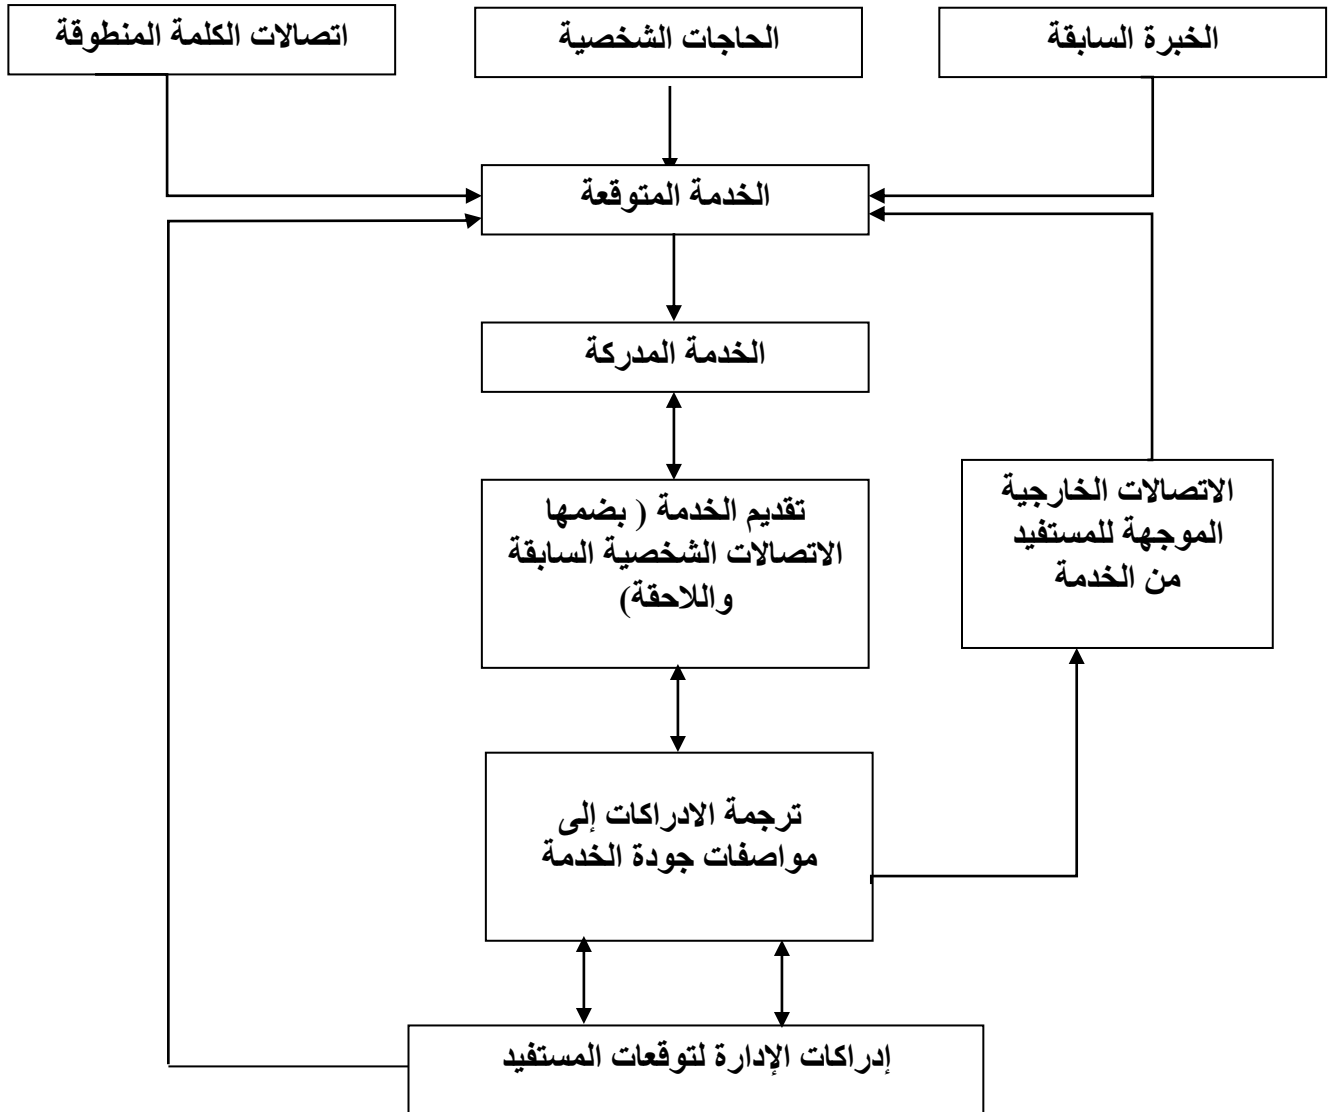 الخبرة السابقة
الحاجات الشخصية
اتصالات الكلمة المنطوقة
الخدمة المتوقعة
الخدمة المدركة
الاتصالات الخارجية
الموجهة للمستفيد
من الخدمة
تقديم الخدمة ( بضمها
الاتصالات الشخصية السابقة
واللاحقة)
ترجمة الادراكات إلى
مواصفات جودة الخدمة
إدراكات الإدارة لتوقعات المستفيد